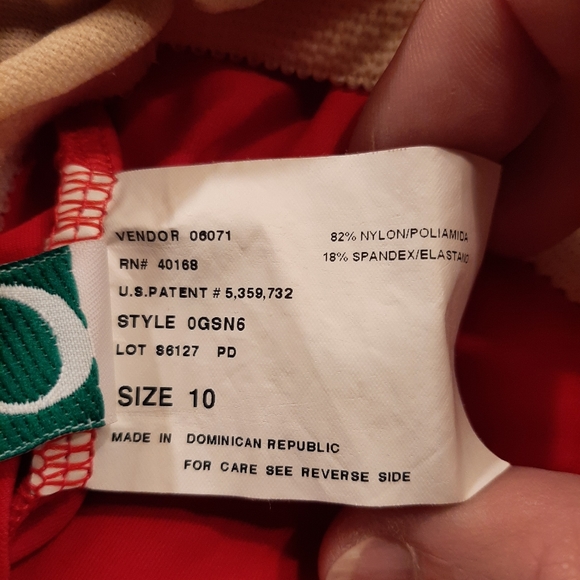 VENDOR 06071
82% NYLON/POLIAMIDA
18% SPANDEX/ELASTANO
RN# 40168
U.S.PATENT # 5,359,732
STYLE 0GSN6
LOT S6127 PD
SIZE 10
MADE IN DOMINICAN REPUBLIC
FOR CARE SEE REVERSE SIDE